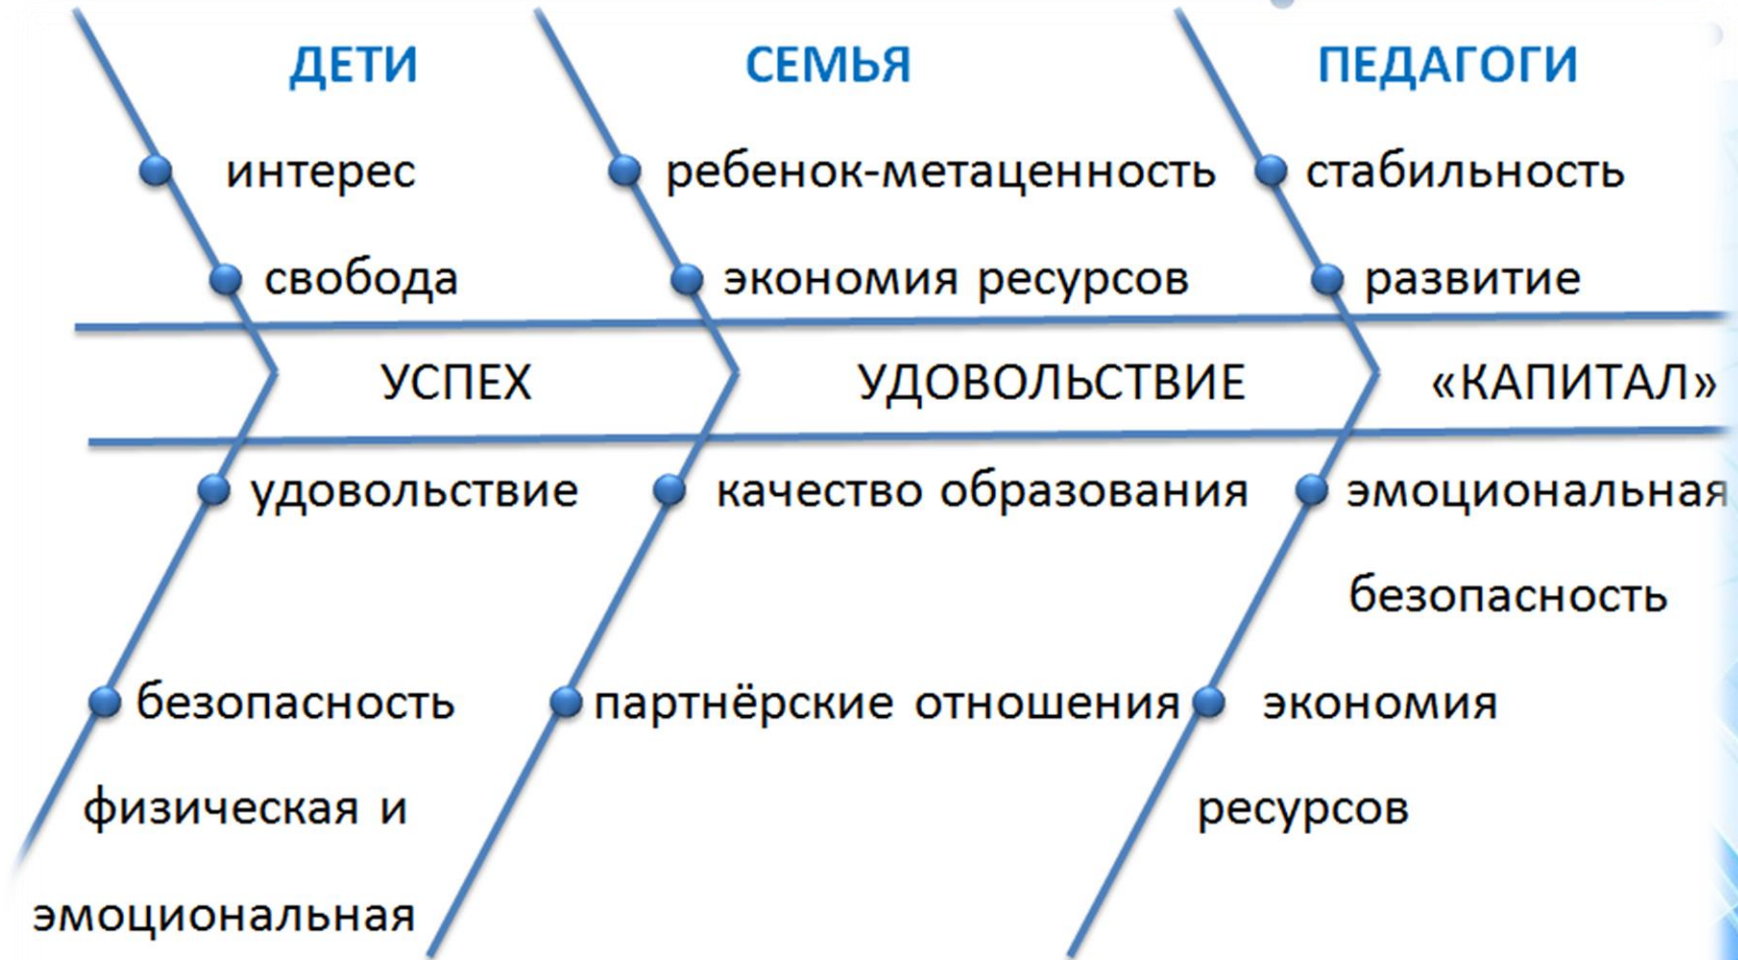 ДЕТИ
СЕМЬЯ
ПЕДАГОГИ
интерес
ребенок-метаценность
стабильность
свобода
экономия ресурсов
развитие
УСПЕХ
УДОВОЛЬСТВИЕ
«КАПИТАЛ»
удовольствие
качество образования
эмоциональная
безопасность
безопасность
партнёрские отношения
экономия
физическая и
ресурсов
эмоциональная